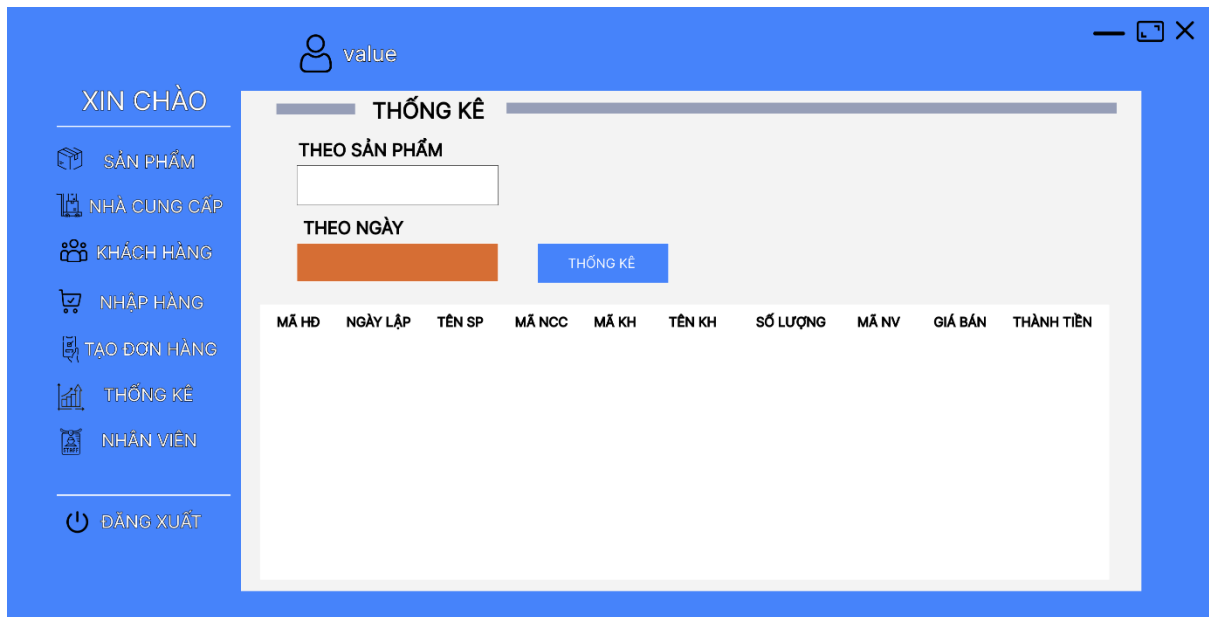 value
XIN CHÀO
SẢN PHẨM
NHÀ CUNG CẤP
KHÁCH HÀNG
NHẬP HÀNG
TẠO ĐƠN HÀNG
THỐNG KÊ
NHÂN VIÊN
STAFF
ĐĂNG XUẤT
THỐNG KÊ
THEO SẢN PHẨM
THEO NGÀY
THỐNG KÊ
MÃ HĐ NGÀY LẬP TÊN SP MÃ NCC MÃ KH TÊN KH SỐ LƯỢNG MÃ NV GIÁ BÁN THÀNH TIỀN